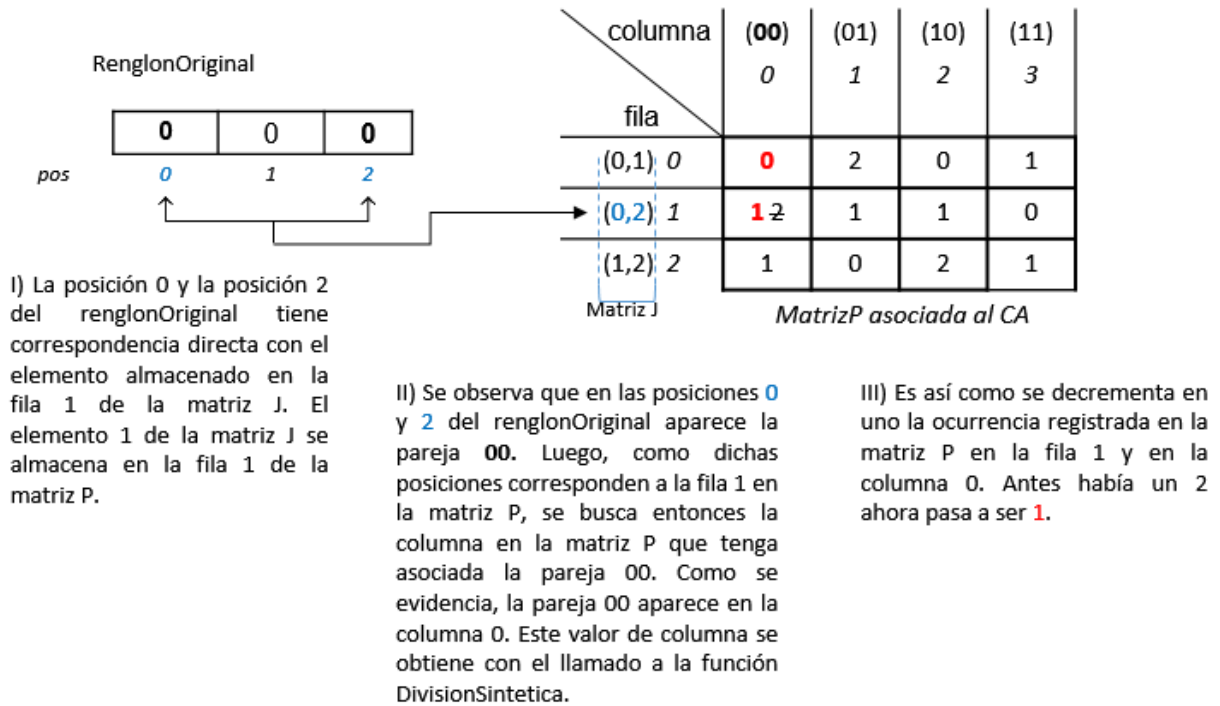 RenglonOriginal
0 0 0
pos 0 1 2
columna (00) (01) (10) (11)
0 1 2 3
fila
(0,1) 0 0 2 0 1
(0,2) 1 1 2 1 1 0
(1,2) 2 1 0 2 1
Matriz J
MatrizP asociada al CA
I) La posición 0 y la posición 2
del renglonOriginal tiene
correspondencia directa con el
elemento almacenado en la
fila 1 de la matriz J. El
elemento 1 de la matriz J se
almacena en la fila 1 de la
matriz P.
II) Se observa que en las posiciones 0
y 2 del renglonOriginal aparece la
pareja 00. Luego, como dichas
posiciones corresponden a la fila 1 en
la matriz P, se busca entonces la
columna en la matriz P que tenga
asociada la pareja 00. Como se
evidencia, la pareja 00 aparece en la
columna 0. Este valor de columna se
obtiene con el llamado a la función
DivisionSintetica.
III) Es así como se decrementa en
uno la ocurrencia registrada en la
matriz P en la fila 1 y en la
columna 0. Antes había un 2
ahora pasa a ser 1.